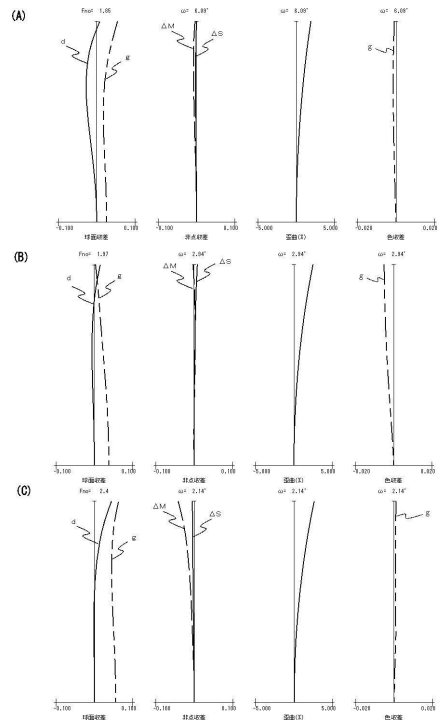 (A)
Fno= 1.85 ω= 6.09° ω= 6.09° ω= 6.09°
d g ΔM ΔS g
-0.100 0.100 -0.100 0.100 -5.000 5.000 -0.020 0.020
球面収差 非点収差 歪曲(%) 色収差
(B)
Fno= 1.97 ω= 2.94° ω= 2.94° ω= 2.94°
d g ΔM ΔS g
-0.100 0.100 -0.100 0.100 -5.000 5.000 -0.020 0.020
球面収差 非点収差 歪曲(%) 色収差
(C)
Fno= 2.4 ω= 2.14° ω= 2.14° ω= 2.14°
d g ΔM ΔS g
-0.100 0.100 -0.100 0.100 -5.000 5.000 -0.020 0.020
球面収差 非点収差 歪曲(%) 色収差